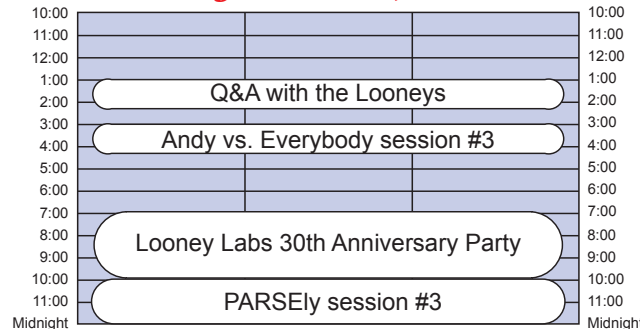 10:00 10:00
11:00 11:00
12:00 12:00
1:00 1:00
Q&A with the Looneys
2:00 2:00
3:00 3:00
Andy vs. Everybody session #3
4:00 4:00
5:00 5:00
6:00 6:00
7:00 7:00
8:00 8:00
Looney Labs 30th Anniversary Party
9:00 9:00
10:00 10:00
PARSEly session #3
11:00 11:00
Midnight Midnight